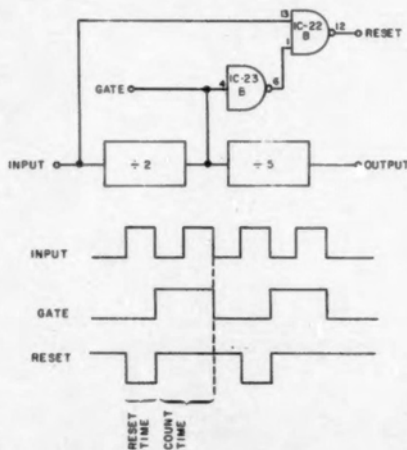 13
IC-22
B
12
RESET
1
GATE
4
IC-23
B
6
INPUT
÷ 2
÷ 5
OUTPUT
INPUT
GATE
RESET
RESET
TIME
COUNT
TIME